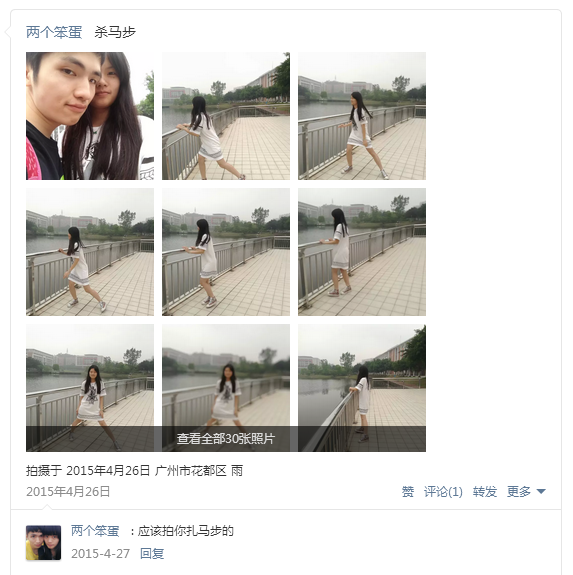 两个笨蛋 杀马步
查看全部30张照片
拍摄于 2015年4月26日 广州市花都区 雨
2015年4月26日 赞 评论(1) 转发 更多
两个笨蛋 : 应该拍你扎马步的
2015-4-27 回复